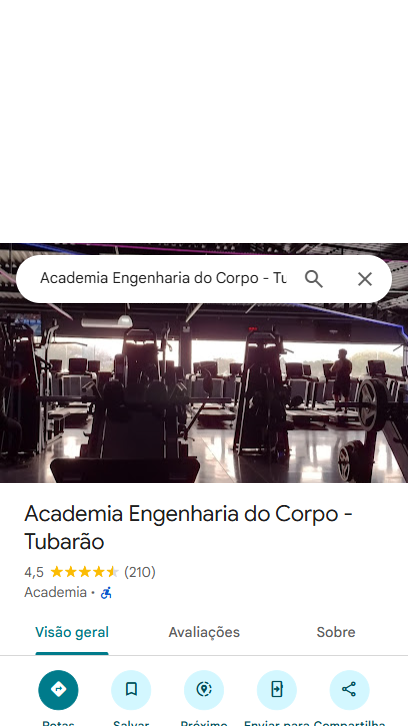 Academia Engenharia do Corpo - Tu
Academia Engenharia do Corpo -
Tubarão
4,5 (210)
Academia ·
Visão geral Avaliações Sobre
Rotas Salvar Próximo Enviar para Compartilha